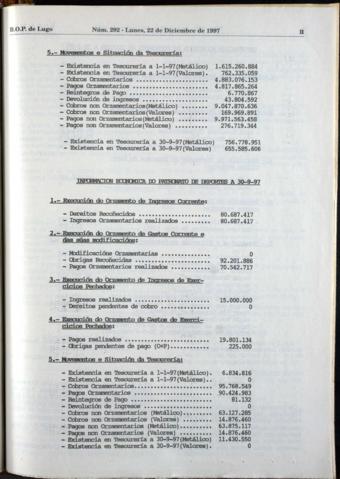 B.O.P. de Lugo Núm. 292 - Lunes, 22 de Diciembre de 1997 II
5.- Movementos e Situación da Tesourería:
- Existencia en Tesourería a 1-1-97(Metálico) 1.615.260.884
- Existencia en Tesourería a 1-1-97(Valores). 762.335.059
- Cobros Orzamentarios .................. 4.883.076.153
- Pagos Orzamentarios ................... 4.817.865.264
- Reintegros de Pago .................... 6.770.867
- Devolución de ingresos ................ 43.804.592
- Cobros non Orzamentarios(Metálico) .... 9.047.870.636
- Cobros non Orzamentarios(Valores) ..... 169.969.891
- Pagos non Orzamentarios(Metálico) ..... 9.971.563.458
- Pagos non Orzamentarios(Valores) ...... 276.719.344
- Existencia en Tesourería a 30-9-97(Metálico) 756.778.951
- Existencia en Tesourería a 30-9-97(Valores) 655.585.606
INFORMACION ECONOMICA DO PATRONATO DE DEPORTES A 30-9-97
1.- Execución do Orzamento de Ingresos Corrente:
- Dereitos Recoñecidos .................. 80.687.417
- Ingresos Orzamentarios realizados ..... 80.687.417
2.- Execución do Orzamento de Gastos Corrente e
das súas modificacións:
- Modificacións Orzamentarias ........... 0
- Obrigas Recoñecidas ................... 92.201.886
- Pagos Orzamentarios realizados ........ 70.542.717
3.- Execución do Orzamento de Ingresos de Exer-
cicios Pechados:
- Ingresos realizados ................... 15.000.000
- Dereitos pendentes de cobro ........... 0
4.- Execución do Orzamento de Gastos de Exerci-
cicios Pechados:
- Pagos realizados ...................... 19.801.134
- Obrigas pendentes de pago (O+P)........ 225.000
5.- Movementos e Situación da Tesourería:
- Existencia en Tesourería a 1-1-97(Metálico). 6.834.816
- Existencia en Tesourería a 1-1-97(Valores).. 0
- Cobros Orzamentarios................... 95.768.549
- Pagos Orzamentarios ................... 90.424.983
- Reintegros de Pago .................... 81.132
- Devolución de ingresos ................ 0
- Cobros non Orzamentarios (Metálico).... 63.127.285
- Cobros non Orzamentarios (Valores) .... 14.876.460
- Pagos non Orzamentarios (Metálico)..... 63.875.117
- Pagos non Orzamentarios (Valores) ..... 14.876.460
- Existencia en Tesourería a 30-9-97(Metálico) 11.430.550
- Existencia en Tesourería a 30-9-97(Valores). 0